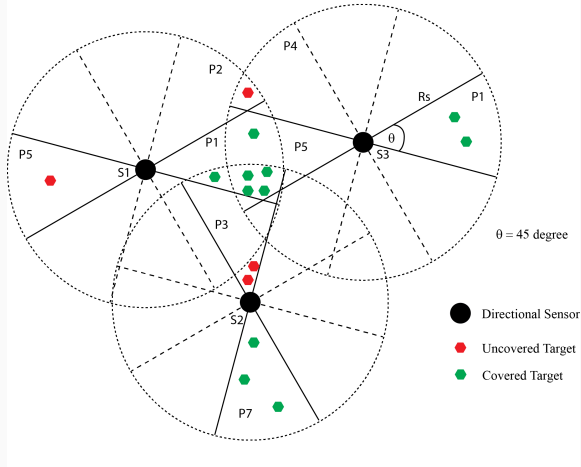 P4
P2
Rs
P1
P1
θ
P5
P5
S3
S1
P3
θ = 45 degree
Directional Sensor
S2
Uncovered Target
Covered Target
P7